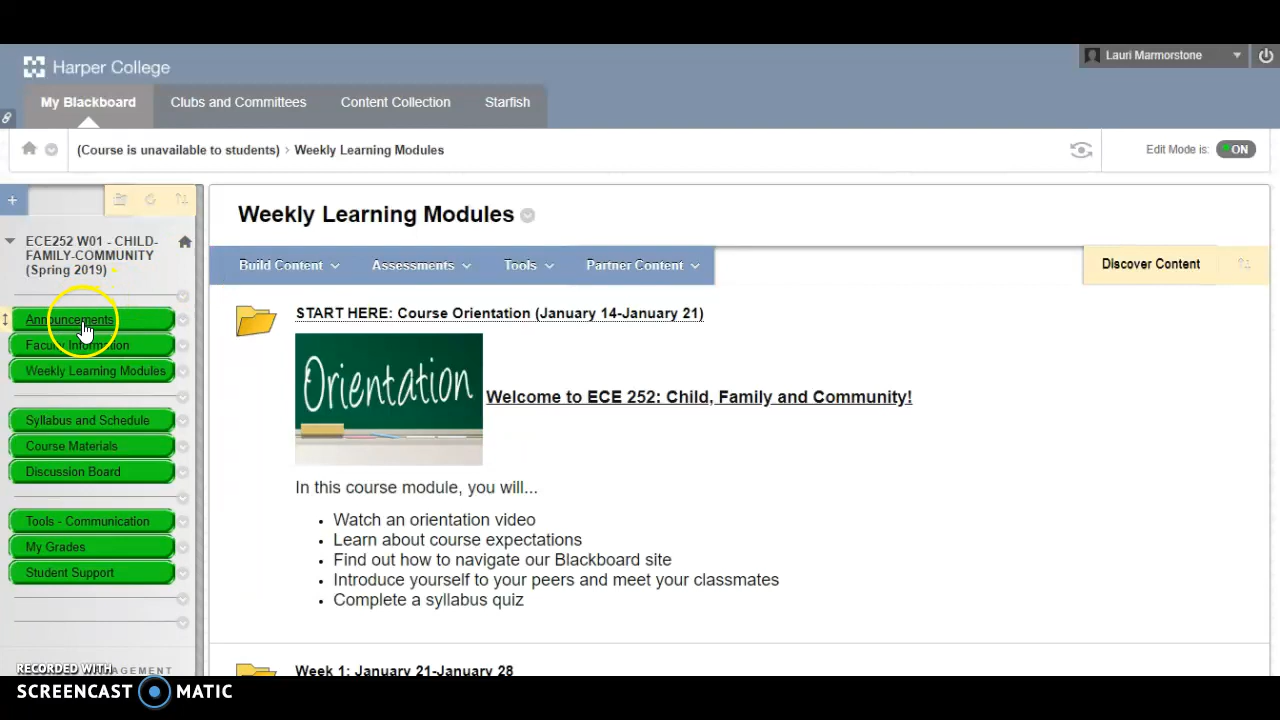 Lauri Marmorstone
Harper College
My Blackboard
Clubs and Committees
Content Collection
Starfish
(Course is unavailable to students) › Weekly Learning Modules
Edit Mode is:
ON
ECE252 W01 - CHILD-
FAMILY-COMMUNITY
(Spring 2019)
Announcements
Faculty Information
Weekly Learning Modules
Syllabus and Schedule
Course Materials
Discussion Board
Tools - Communication
My Grades
Student Support
Weekly Learning Modules
Build Content
Assessments
Tools
Partner Content
Discover Content
START HERE: Course Orientation (January 14-January 21)
Orientation
Welcome to ECE 252: Child, Family and Community!
In this course module, you will...
• Watch an orientation video
• Learn about course expectations
• Find out how to navigate our Blackboard site
• Introduce yourself to your peers and meet your classmates
• Complete a syllabus quiz
Week 1: January 21-January 28
RECORDED WITH
SCREENCAST MATIC